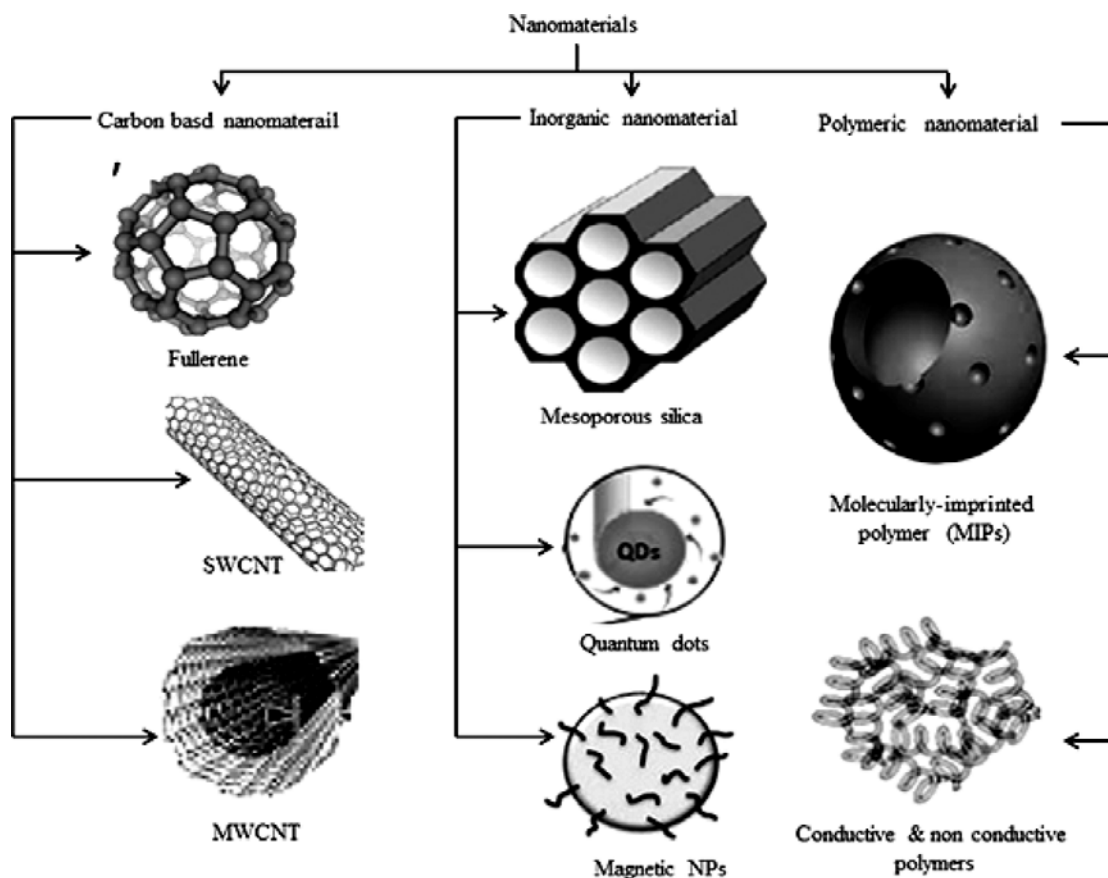 Nanomaterials
Carbon basd nanomaterail
Inorganic nanomaterial
Polymeric nanomaterial
Fullerene
SWCNT
MWCNT
Mesoporous silica
QDs
Quantum dots
Magnetic NPs
Molecularly-imprinted
polymer (MIPs)
Conductive & non conductive
polymers